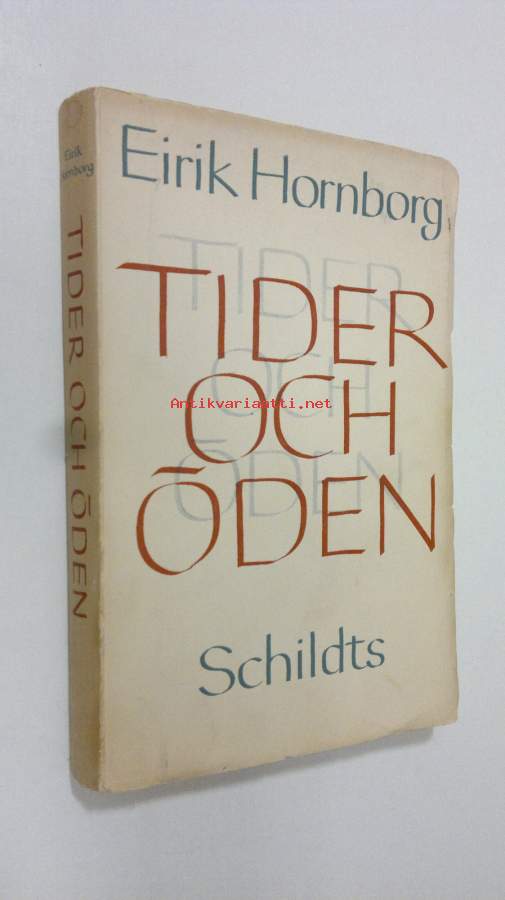 Eirik Hornborg
TIDER
OCH
ÖDEN
Schildts
Eirik
Hornborg
TIDER OCH ÖDEN
Antikvariaatti.net